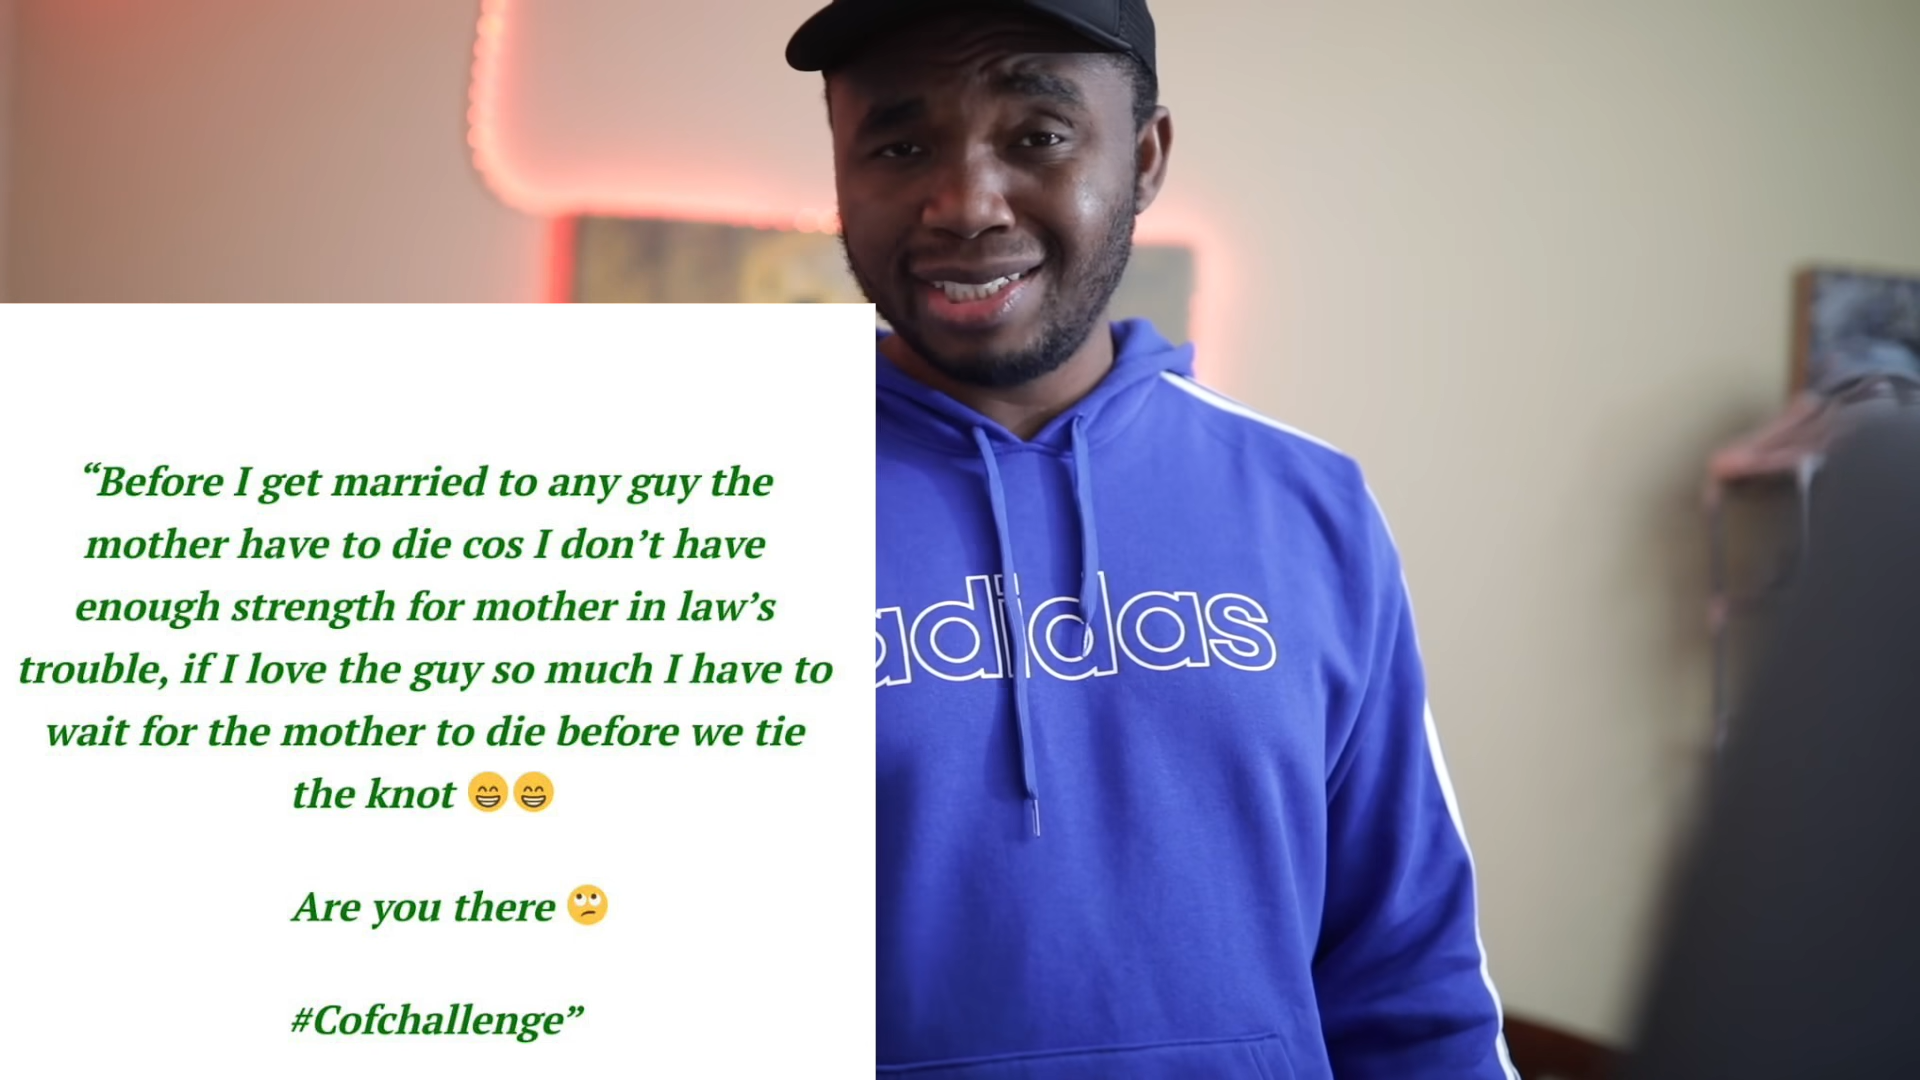 “Before I get married to any guy the
mother have to die cos I don’t have
enough strength for mother in law’s
trouble, if I love the guy so much I have to
wait for the mother to die before we tie
the knot 😁😁
Are you there 🙄
#Cofchallenge”
adidas